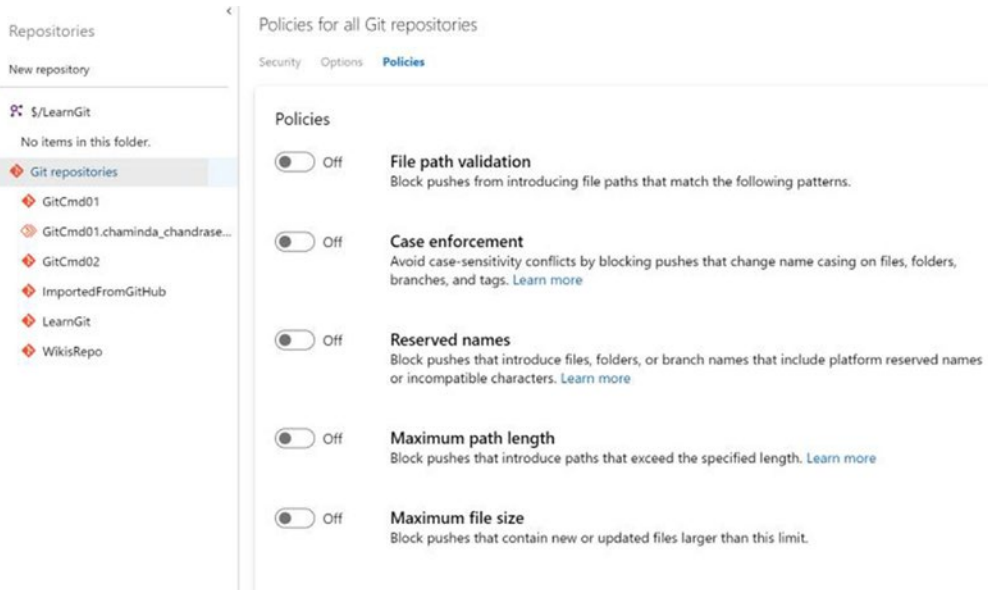 Repositories
New repository
$/LearnGit
No items in this folder.
Git repositories
GitCmd01
GitCmd01.chaminda_chandrase...
GitCmd02
ImportedFromGitHub
LearnGit
WikisRepo
Policies for all Git repositories
Security Options Policies
Policies
Off File path validation
Block pushes from introducing file paths that match the following patterns.
Off Case enforcement
Avoid case-sensitivity conflicts by blocking pushes that change name casing on files, folders,
branches, and tags. Learn more
Off Reserved names
Block pushes that introduce files, folders, or branch names that include platform reserved names
or incompatible characters. Learn more
Off Maximum path length
Block pushes that introduce paths that exceed the specified length. Learn more
Off Maximum file size
Block pushes that contain new or updated files larger than this limit.